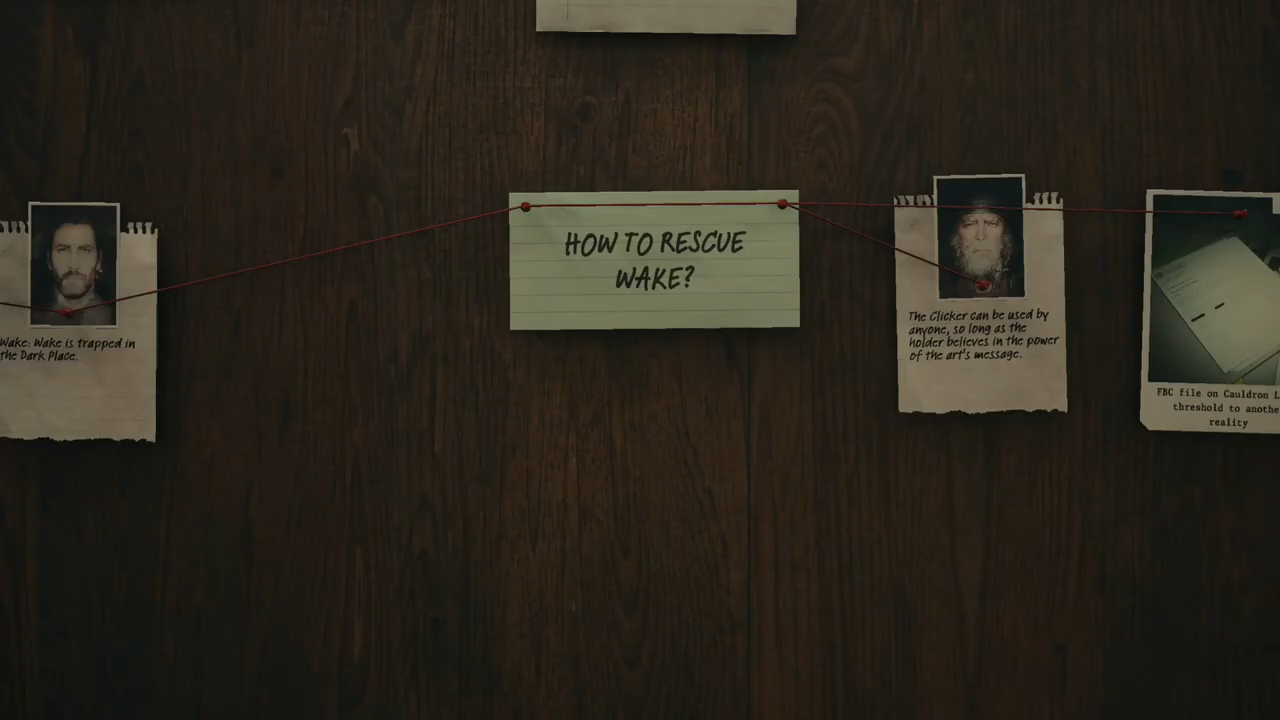 HOW TO RESCUE
WAKE?
Wake: Wake is trapped in
the Dark Place.
The Clicker can be used by
anyone, so long as the
holder believes in the power
of the art's message.
FBC file on Cauldron
threshold to
reality